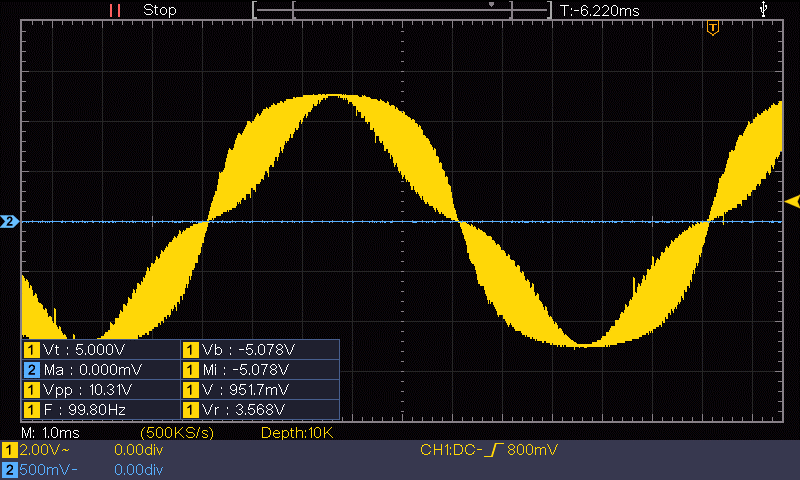 Stop T:-6.220ms
T
2
1 Vt : 5.000V 1 Vb : -5.078V
2 Ma : 0.000mV 1 Mi : -5.078V
1 Vpp : 10.31V 1 V : 951.7mV
1 F : 99.80Hz 1 Vr : 3.568V
M: 1.0ms (500KS/s) Depth:10K
1 2.00V~ 0.00div CH1:DC- 800mV
2 500mV- 0.00div